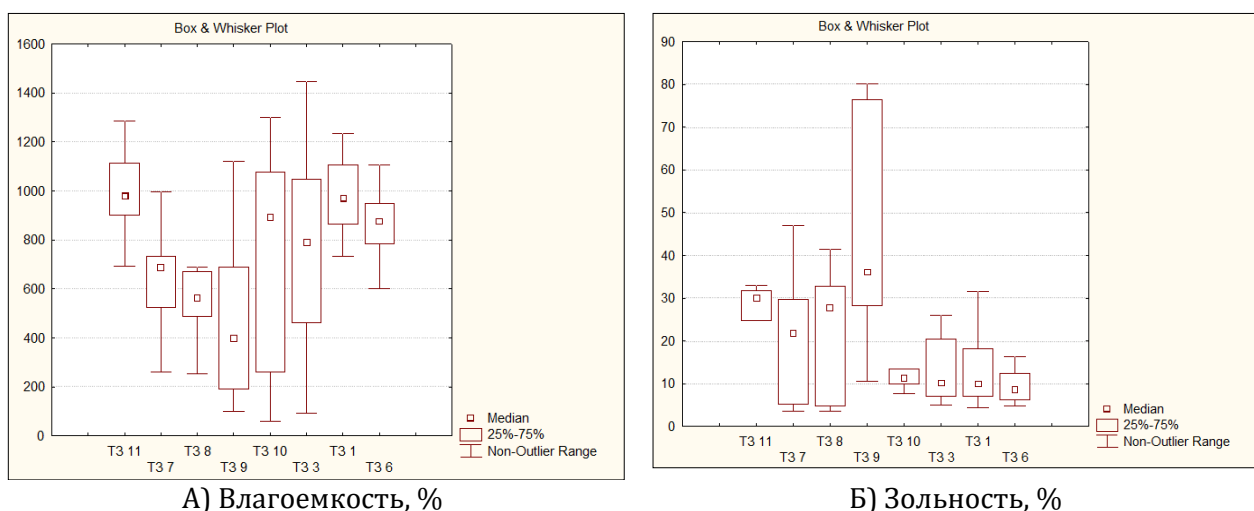 Box & Whisker Plot
1600
1400
1200
1000
800
600
400
200
0
ТЗ 11 ТЗ 8 ТЗ 10 ТЗ 1
ТЗ 7 ТЗ 9 ТЗ 3 ТЗ 6
Median
25%-75%
Non-Outlier Range
А) Влагоемкость, %
Box & Whisker Plot
90
80
70
60
50
40
30
20
10
0
ТЗ 11 ТЗ 8 ТЗ 10 ТЗ 1
ТЗ 7 ТЗ 9 ТЗ 3 ТЗ 6
Median
25%-75%
Non-Outlier Range
Б) Зольность, %